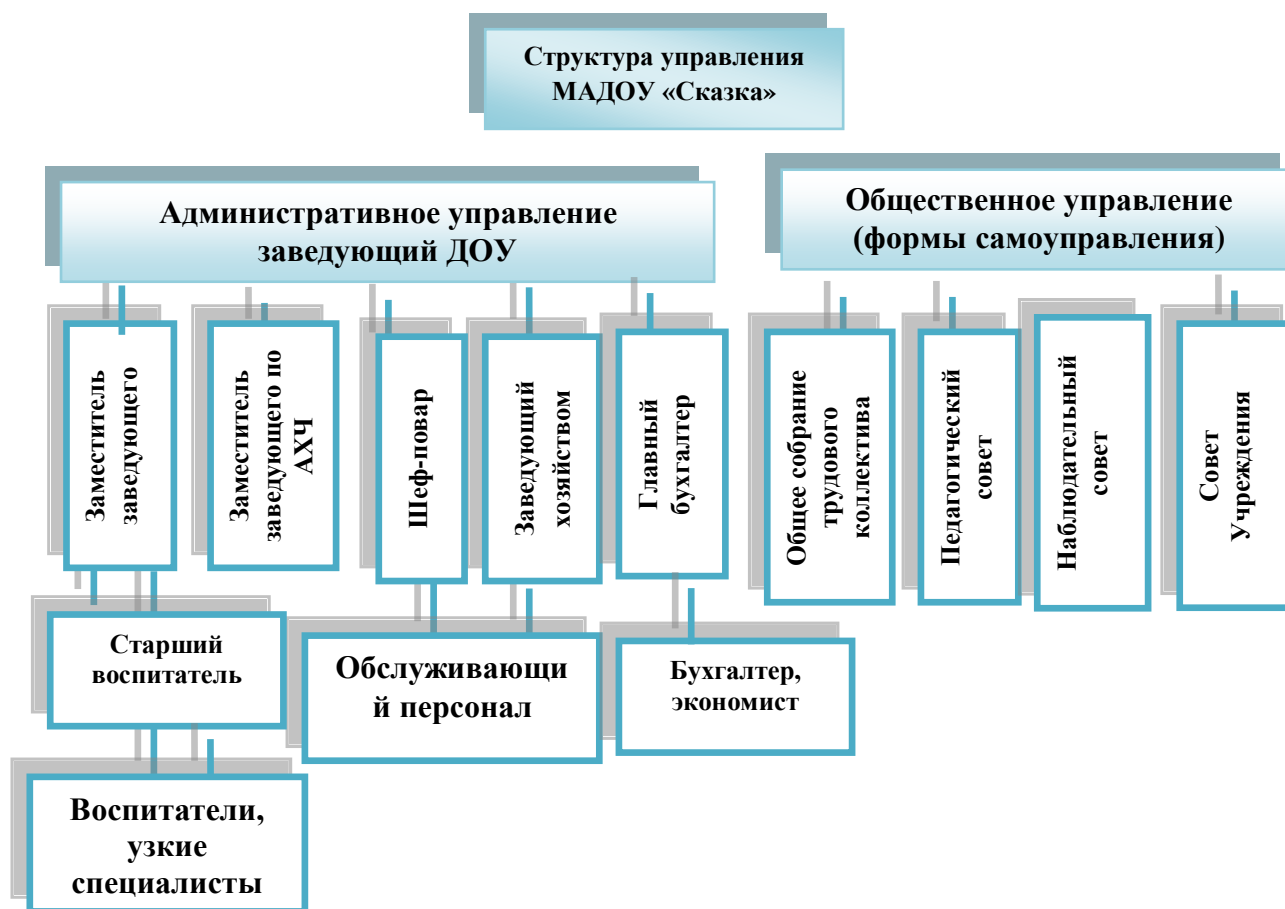 Структура управления
МАДОУ «Сказка»
Административное управление
заведующий ДОУ
Общественное управление
(формы самоуправления)
Заместитель
заведующего
Заместитель
заведующего по
АХЧ
Шеф-повар
Заведующий
хозяйством
Главный
бухгалтер
Общее собрание
трудового
коллектива
Педагогический
совет
Наблюдательный
совет
Совет
Учреждения
Старший
воспитатель
Обслуживающи
й персонал
Бухгалтер,
экономист
Воспитатели,
узкие
специалисты